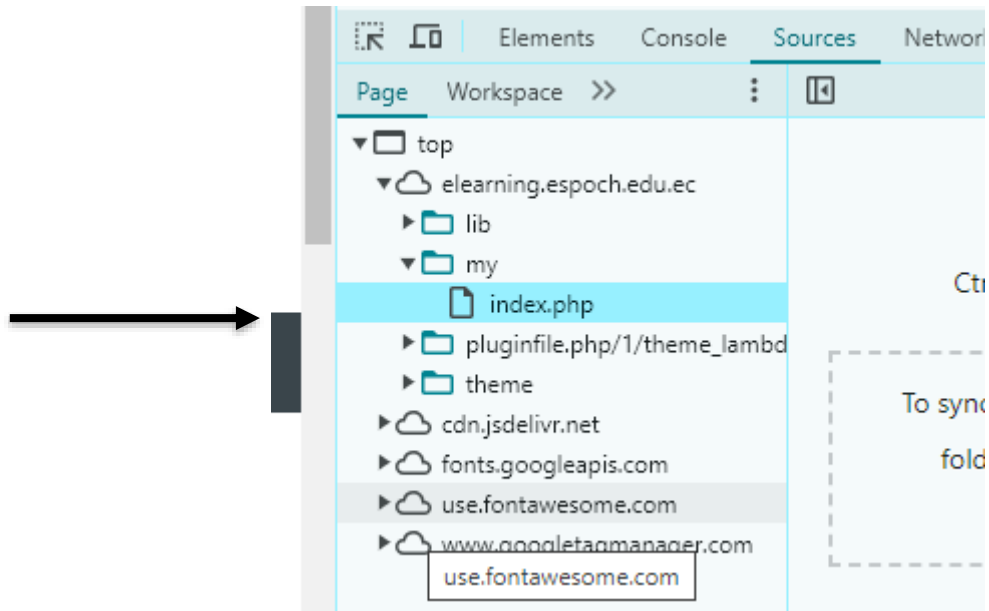 Elements Console Sources Network
Page Workspace
top
elearning.espoch.edu.ec
lib
my
index.php
Ctr
pluginfile.php/1/theme_lambd
theme
To sync
cdn.jsdelivr.net
fonts.googleapis.com
fold
use.fontawesome.com
www.googletagmanager.com
use.fontawesome.com